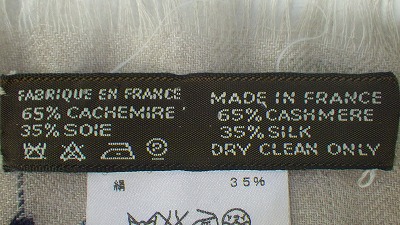 FABRIQUE EN FRANCE
65% CACHEMIRE
35% SOIE
MADE IN FRANCE
65% CASHMERE
35% SILK
DRY CLEAN ONLY
絹 35%